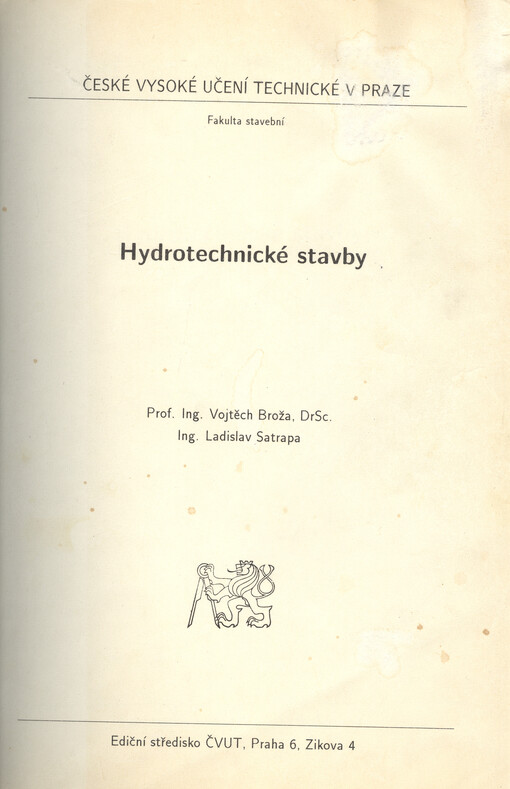 ČESKÉ VYSOKÉ UČENÍ TECHNICKÉ V PRAZE
Fakulta stavební
Hydrotechnické stavby
Prof. Ing. Vojtěch Broža, DrSc.
Ing. Ladislav Satrapa
Ediční středisko ČVUT, Praha 6, Zikova 4